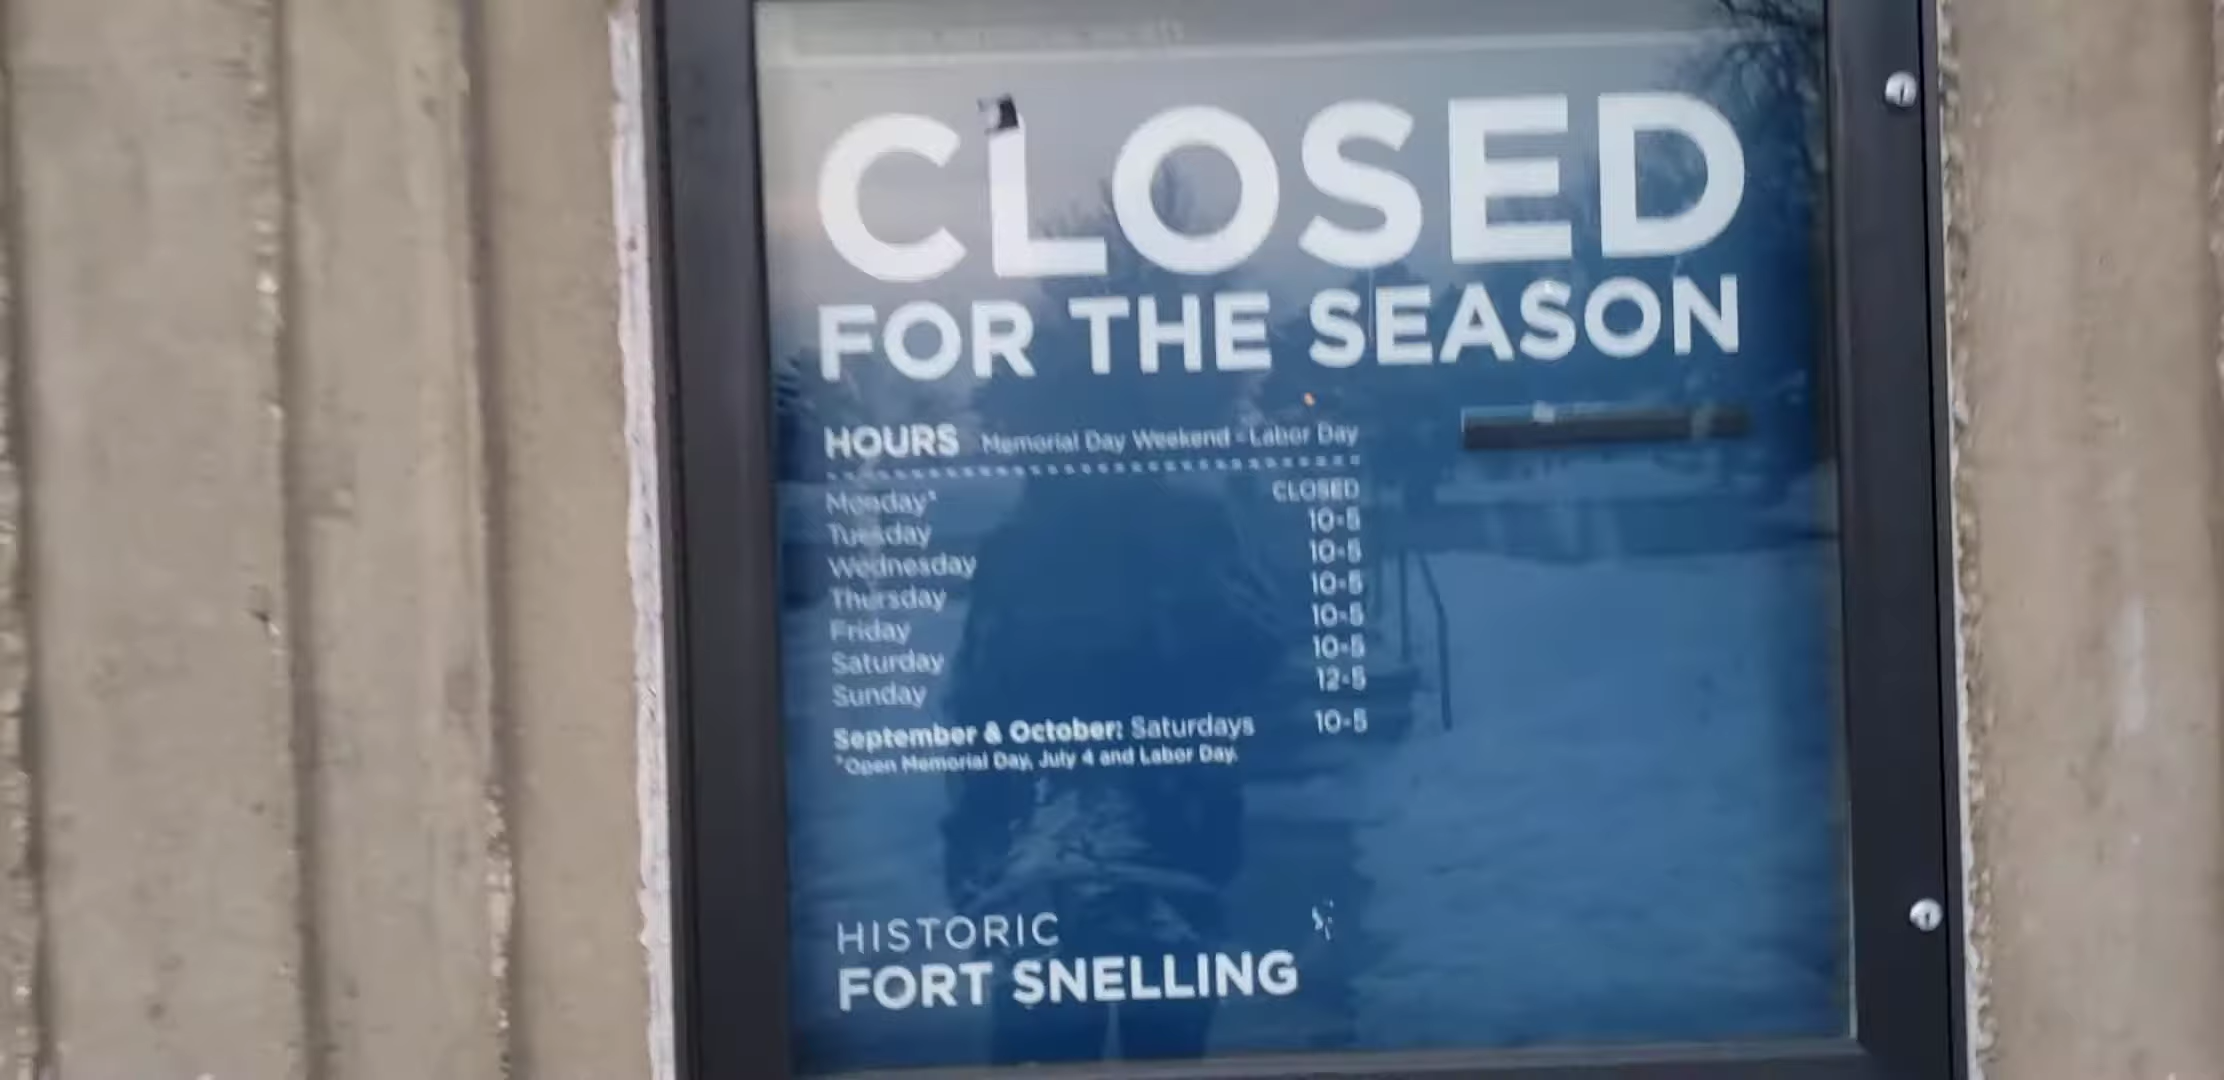 CLOSED
FOR THE SEASON
HOURS Memorial Day Weekend - Labor Day
Monday* CLOSED
Tuesday 10-5
Wednesday 10-5
Thursday 10-5
Friday 10-5
Saturday 10-5
Sunday 12-5
September & October: Saturdays 10-5
*Open Memorial Day, July 4 and Labor Day.
HISTORIC
FORT SNELLING